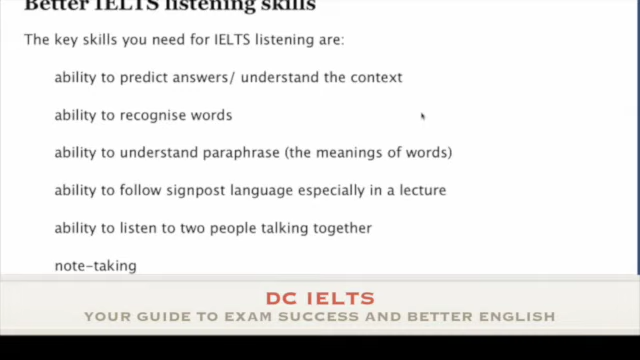 Better IELTS listening skills
The key skills you need for IELTS listening are:
ability to predict answers/ understand the context
ability to recognise words
ability to understand paraphrase (the meanings of words)
ability to follow signpost language especially in a lecture
ability to listen to two people talking together
note-taking
DC IELTS
YOUR GUIDE TO EXAM SUCCESS AND BETTER ENGLISH